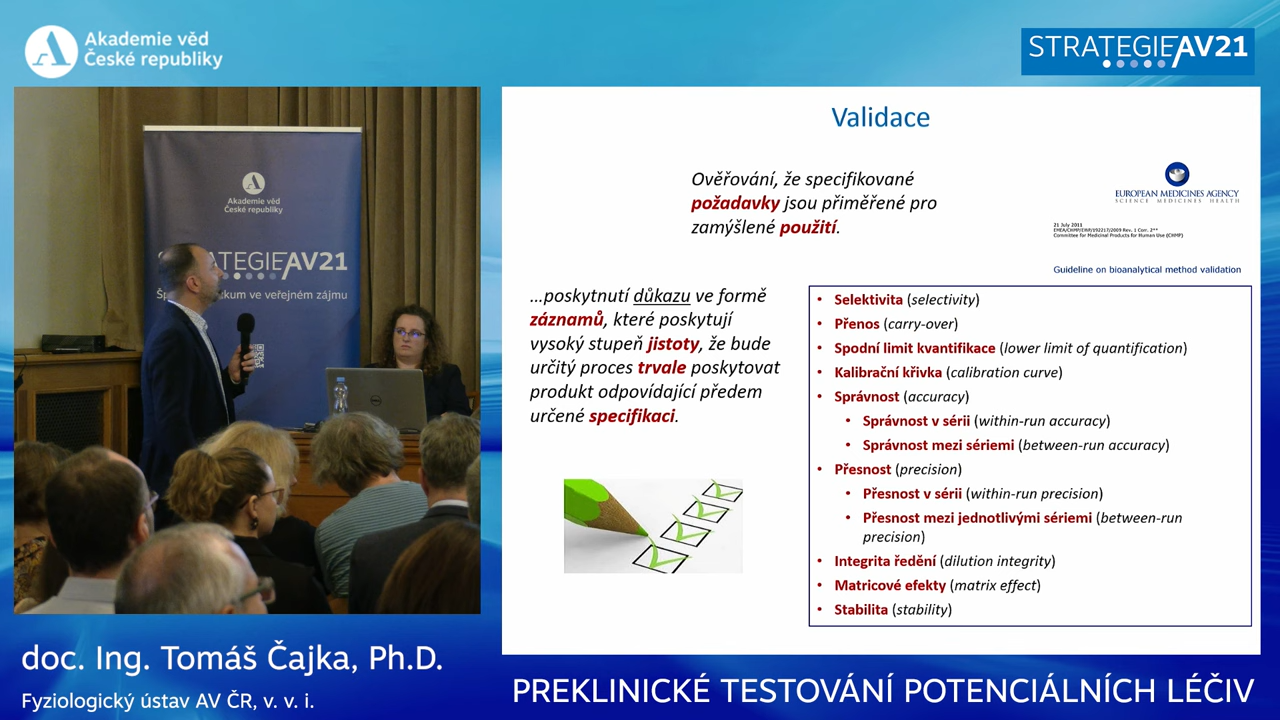 Akademie věd
České republiky
STRATEGIE AV21
Akademie věd
České republiky
STRATEGIE AV21
výzkum ve veřejném zájmu
DELL
Validace
Ověřování, že specifikované
požadavky jsou přiměřené pro
zamýšlené použití.
EUROPEAN MEDICINES AGENCY
SCIENCE MEDICINES HEALTH
21 July 2011
EMEA/CHMP/EWP/192217/2009 Rev. 1 Corr. 2**
Committee for Medicinal Products for Human Use (CHMP)
Guideline on bioanalytical method validation
…poskytnutí důkazu ve formě
záznamů, které poskytují
vysoký stupeň jistoty, že bude
určitý proces trvale poskytovat
produkt odpovídající předem
určené specifikaci.
• Selektivita (selectivity)
• Přenos (carry-over)
• Spodní limit kvantifikace (lower limit of quantification)
• Kalibrační křivka (calibration curve)
• Správnost (accuracy)
• Správnost v sérii (within-run accuracy)
• Správnost mezi sériemi (between-run accuracy)
• Přesnost (precision)
• Přesnost v sérii (within-run precision)
• Přesnost mezi jednotlivými sériemi (between-run
precision)
• Integrita ředění (dilution integrity)
• Matricové efekty (matrix effect)
• Stabilita (stability)
doc. Ing. Tomáš Čajka, Ph.D.
Fyziologický ústav AV ČR, v. v. i.
PREKLINICKÉ TESTOVÁNÍ POTENCIÁLNÍCH LÉČIV